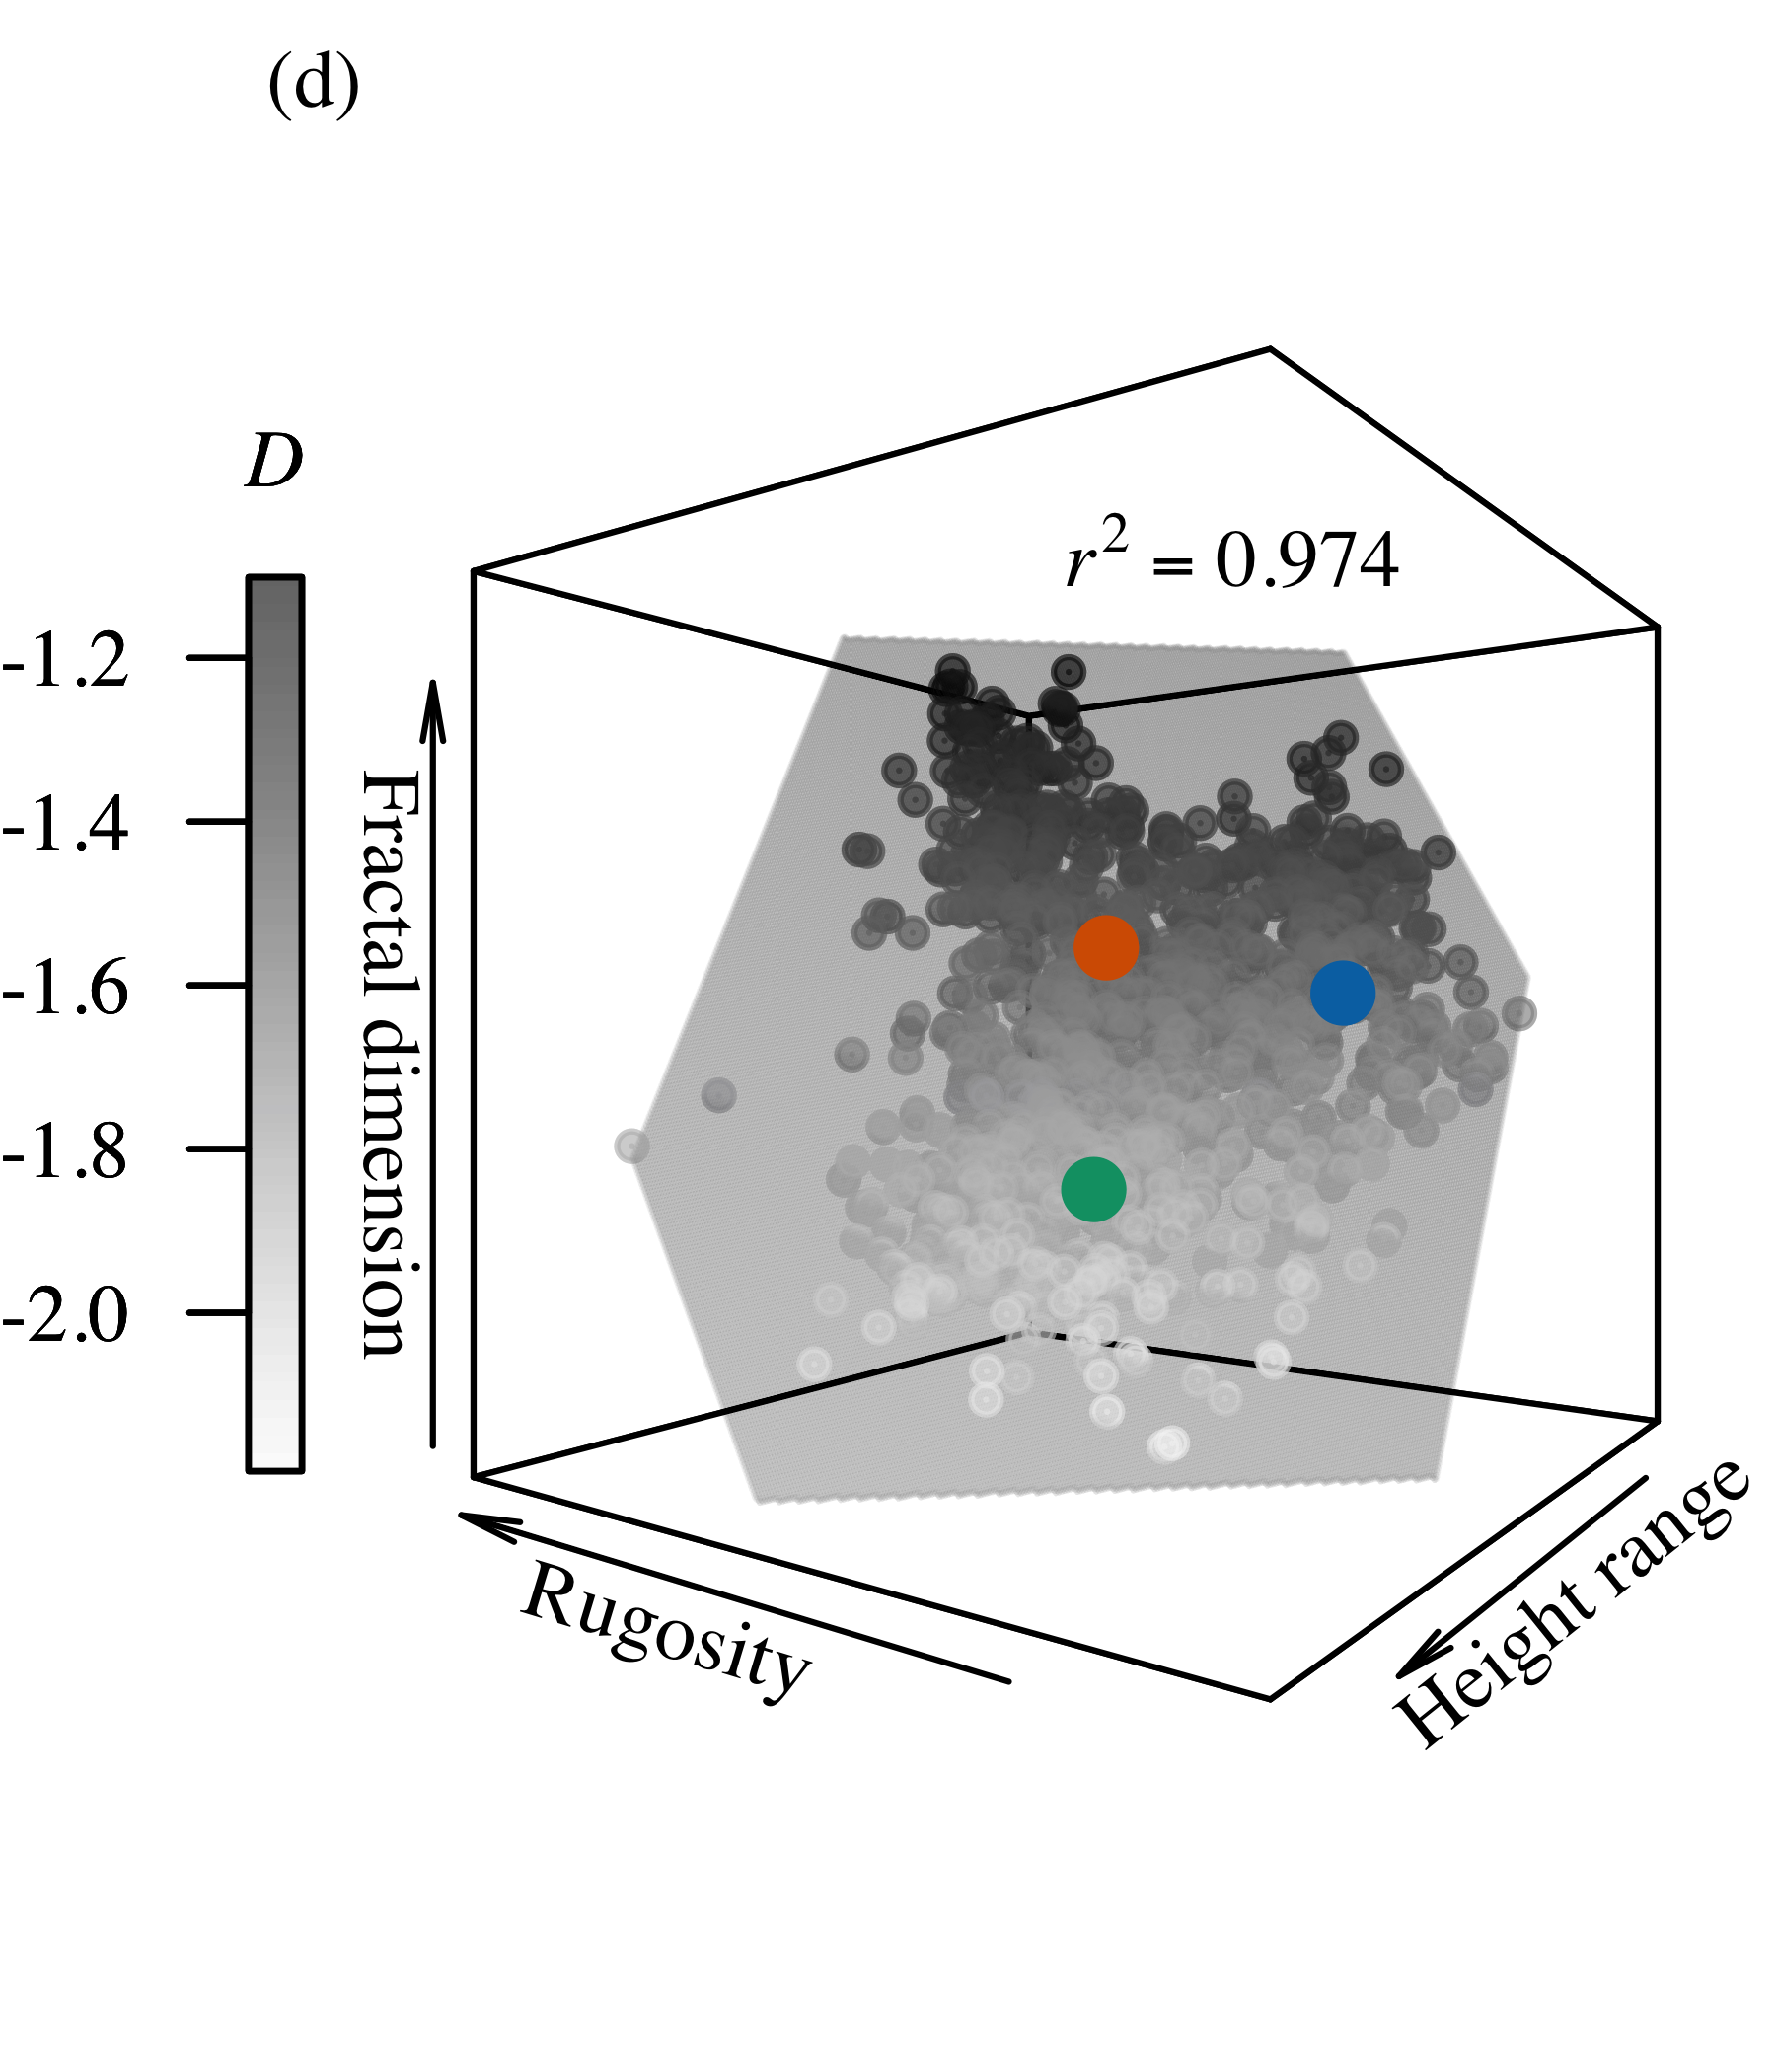 (d)
D
r² = 0.974
-1.2
-1.4
-1.6
-1.8
-2.0
Fractal dimension
Rugosity
Height range